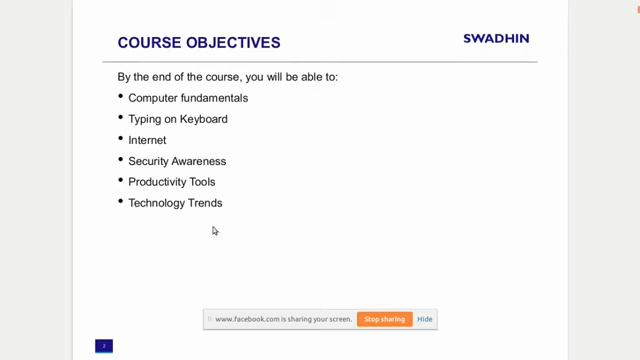 COURSE OBJECTIVES
SWADHIN
By the end of the course, you will be able to:
• Computer fundamentals
• Typing on Keyboard
• Internet
• Security Awareness
• Productivity Tools
• Technology Trends
www.facebook.com is sharing your screen. Stop sharing Hide
2